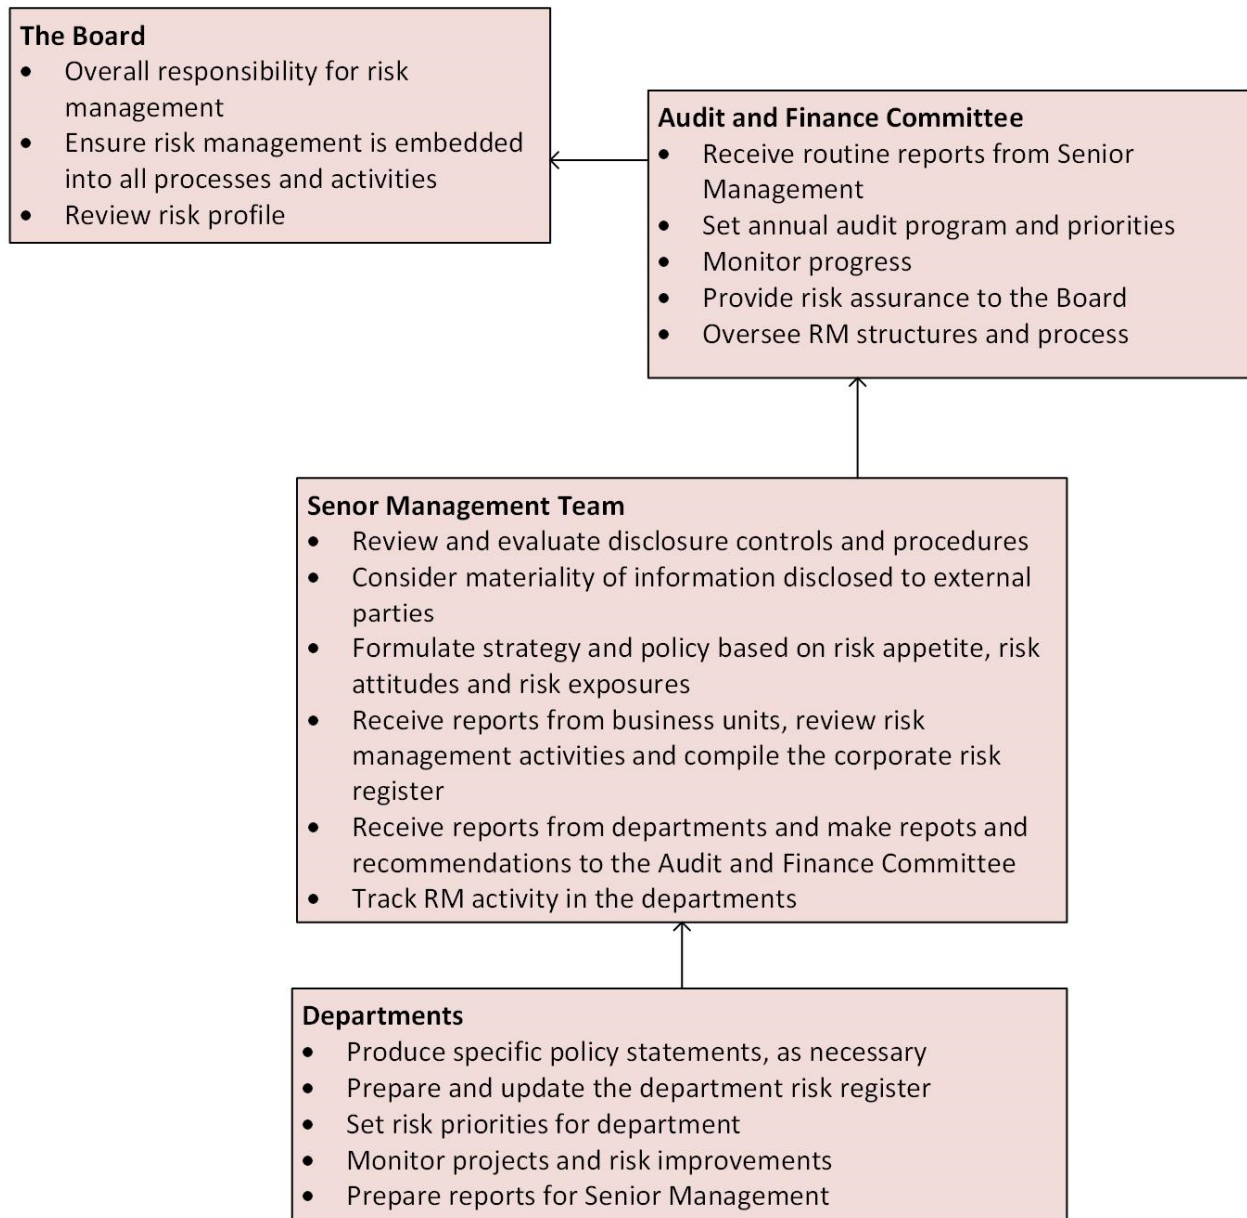 The Board
• Overall responsibility for risk
management
• Ensure risk management is embedded
into all processes and activities
• Review risk profile
Audit and Finance Committee
• Receive routine reports from Senior
Management
• Set annual audit program and priorities
• Monitor progress
• Provide risk assurance to the Board
• Oversee RM structures and process
Senor Management Team
• Review and evaluate disclosure controls and procedures
• Consider materiality of information disclosed to external
parties
• Formulate strategy and policy based on risk appetite, risk
attitudes and risk exposures
• Receive reports from business units, review risk
management activities and compile the corporate risk
register
• Receive reports from departments and make repots and
recommendations to the Audit and Finance Committee
• Track RM activity in the departments
Departments
• Produce specific policy statements, as necessary
• Prepare and update the department risk register
• Set risk priorities for department
• Monitor projects and risk improvements
• Prepare reports for Senior Management